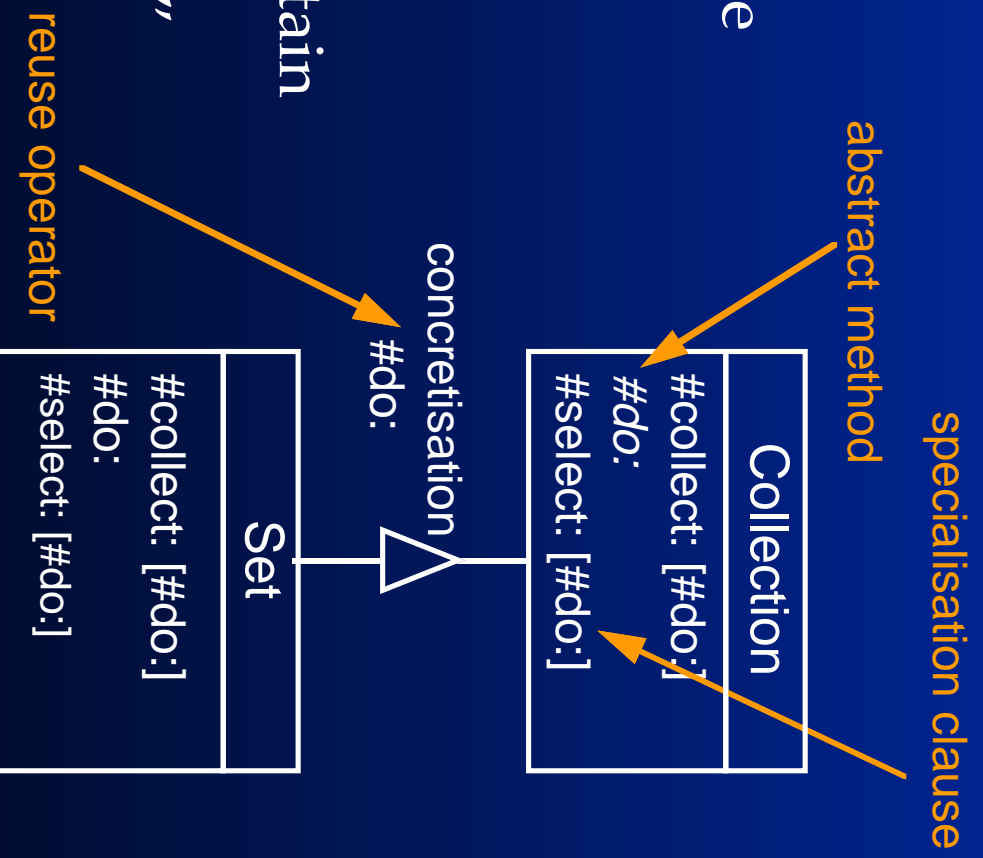 specialisation clause
abstract method
Collection
#collect: [#do:]
#do:
#select: [#do:]
concretisation
#do:
reuse operator
Set
#collect: [#do:]
#do:
#select: [#do:]
e
tain
”